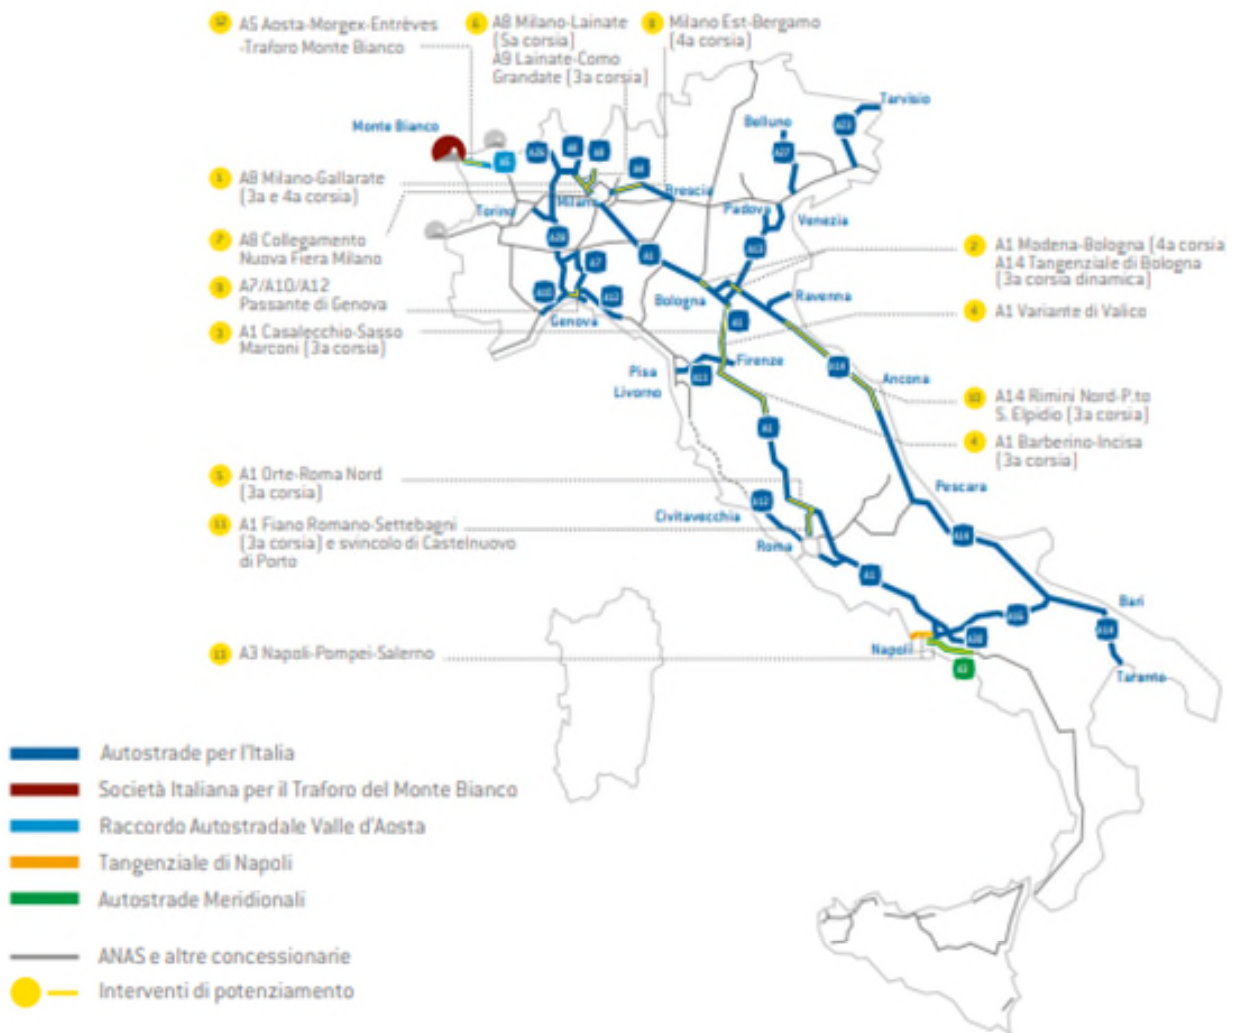 12 A5 Aosta-Morgex-Entrèves
-Traforo Monte Bianco
6 A8 Milano-Lainate
(5a corsia)
A9 Lainate-Como
Grandate (3a corsia)
8 Milano Est-Bergamo
(4a corsia)
Monte Bianco
Belluno
Tarvisio
A23
A27
A26
A8
A9
A4
A5
1 A8 Milano-Gallarate
(3a e 4a corsia)
Torino
Milano
Brescia
Padova
Venezia
7 A8 Collegamento
Nuova Fiera Milano
A26
A7
A1
A13
2 A1 Modena-Bologna (4a corsia
A14 Tangenziale di Bologna
(3a corsia dinamica)
9 A7/A10/A12
Passante di Genova
A10
A12
Genova
Bologna
Ravenna
4 A1 Variante di Valico
3 A1 Casalecchio-Sasso
Marconi (3a corsia)
A1
Pisa
Livorno
A11
Firenze
A14
Ancona
10 A14 Rimini Nord-P.to
S. Elpidio (3a corsia)
A1
4 A1 Barberino-Incisa
(3a corsia)
5 A1 Orte-Roma Nord
(3a corsia)
A12
Civitavecchia
Pescara
11 A1 Fiano Romano-Settebagni
(3a corsia) e svincolo di Castelnuovo
di Porto
Roma
A14
A1
A16
Bari
A14
A30
Napoli
A3
Taranto
A3 Napoli-Pompei-Salerno
Autostrade per l'Italia
Società Italiana per il Traforo del Monte Bianco
Raccordo Autostradale Valle d'Aosta
Tangenziale di Napoli
Autostrade Meridionali
ANAS e altre concessionarie
Interventi di potenziamento